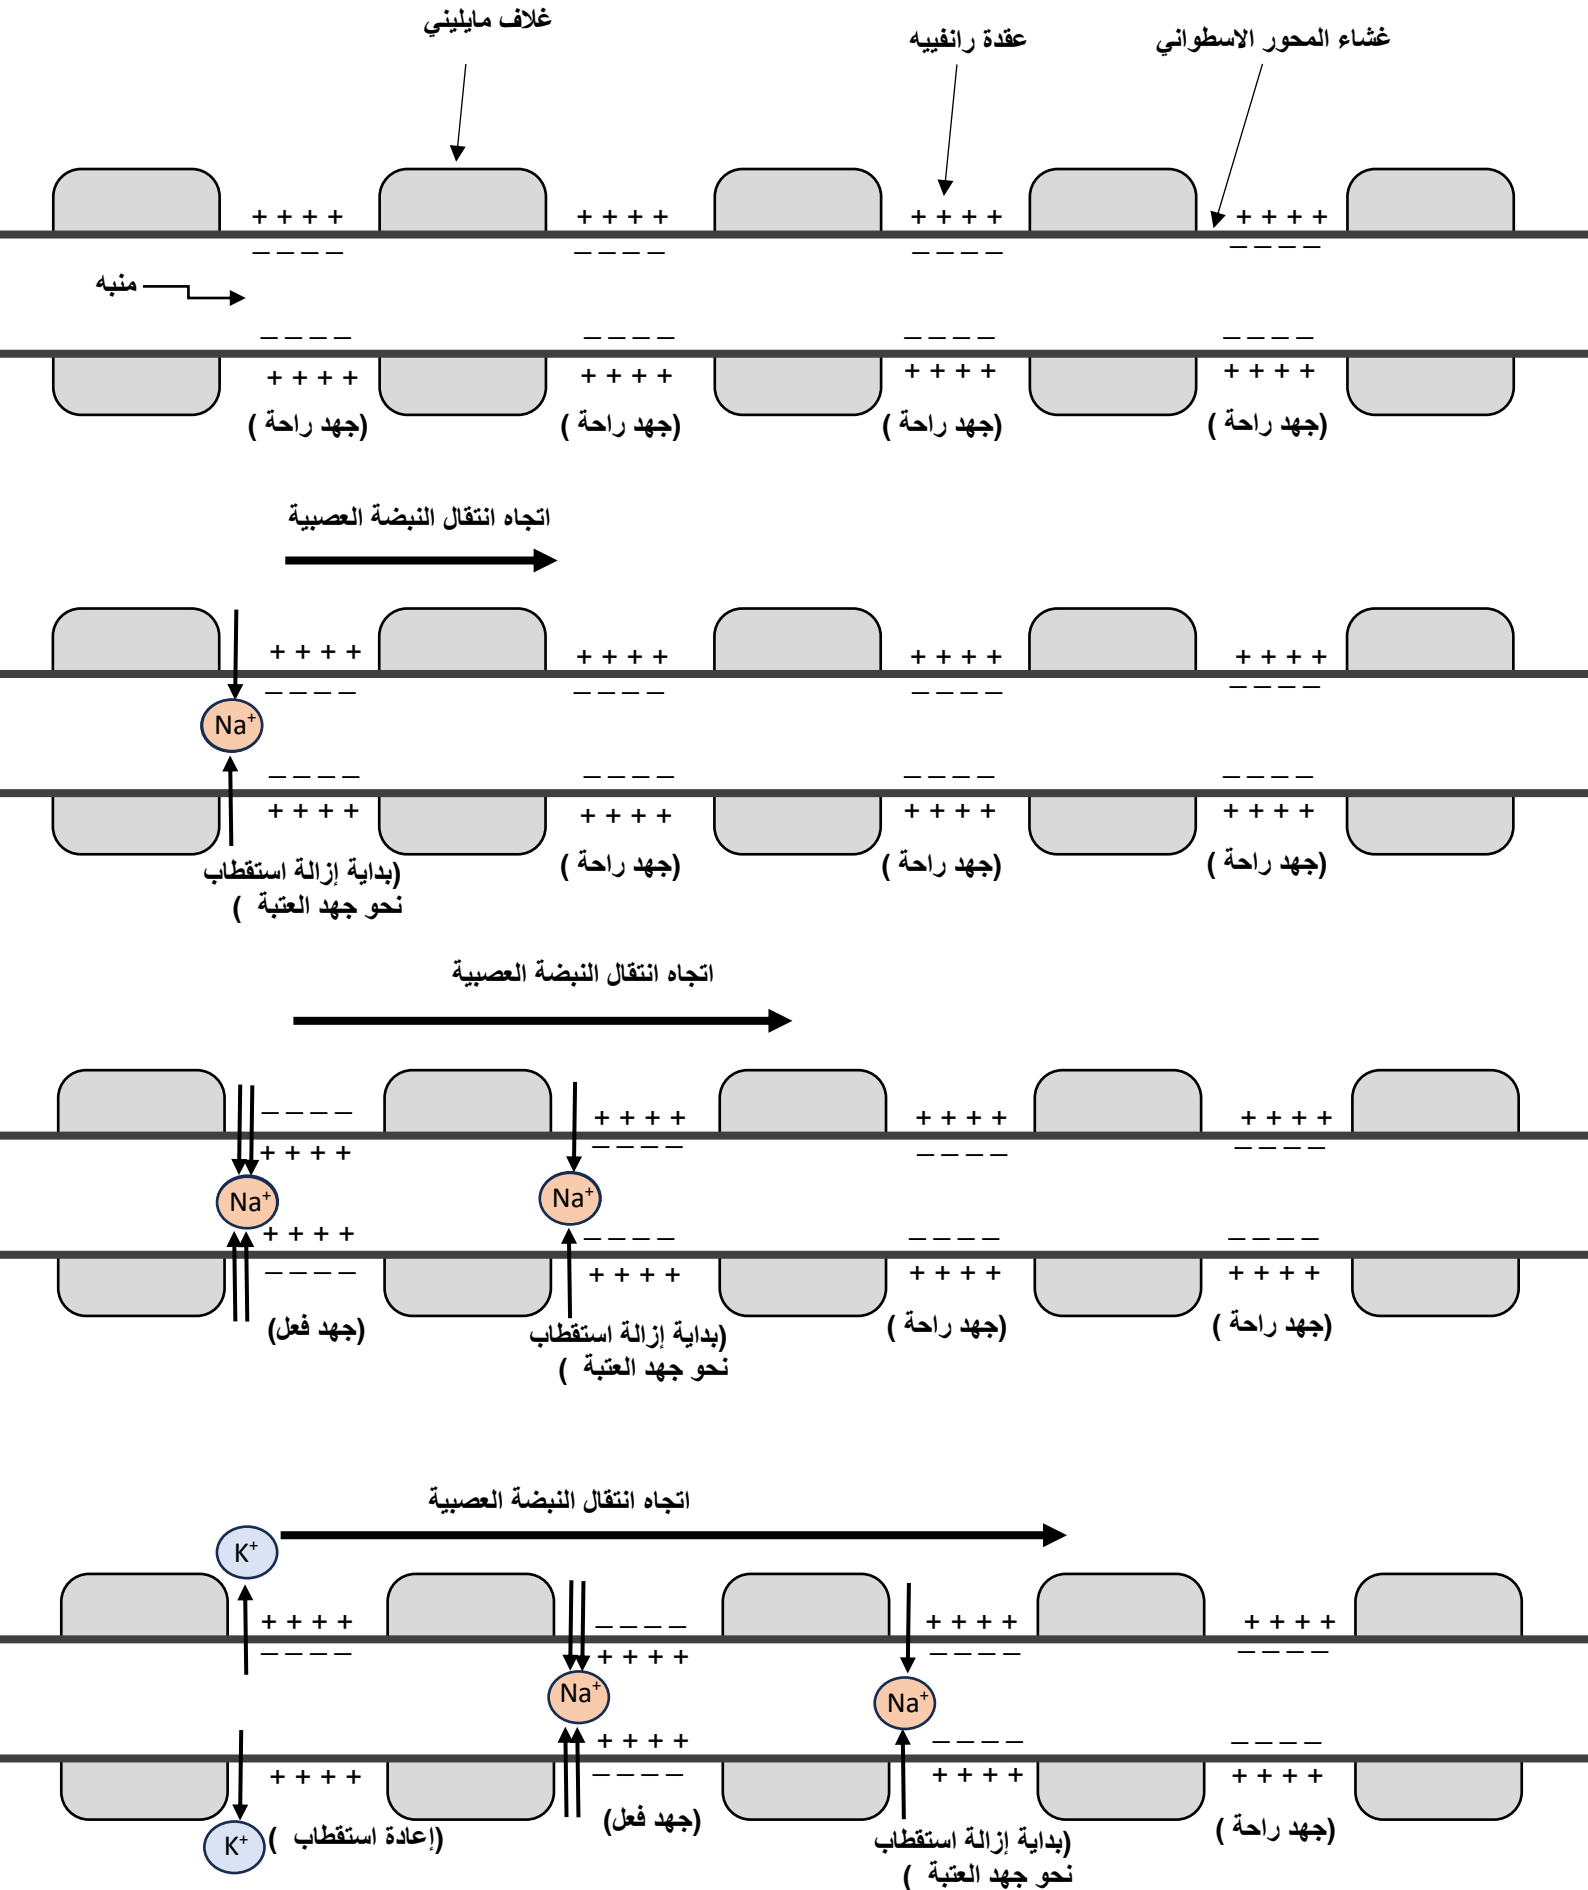 غلاف مايليني
عقدة رانفييه
غشاء المحور الاسطواني
+ + + + + + + + + + + + + + + +
_ _ _ _ _ _ _ _ _ _ _ _ _ _ _ _
منبه
_ _ _ _ _ _ _ _ _ _ _ _ _ _ _ _
+ + + + + + + + + + + + + + + +
(جهد راحة ) (جهد راحة ) (جهد راحة ) (جهد راحة )
اتجاه انتقال النبضة العصبية
+ + + + + + + + + + + + + + + +
_ _ _ _ _ _ _ _ _ _ _ _ _ _ _ _
Na+
_ _ _ _ _ _ _ _ _ _ _ _ _ _ _ _
+ + + + + + + + + + + + + + + +
(بداية إزالة استقطاب
نحو جهد العتبة )
(جهد راحة ) (جهد راحة ) (جهد راحة )
اتجاه انتقال النبضة العصبية
_ _ _ _ + + + + + + + + + + + +
+ + + + _ _ _ _ _ _ _ _ _ _ _ _
Na+ Na+
+ + + + _ _ _ _ _ _ _ _ _ _ _ _
_ _ _ _ + + + + + + + + + + + +
(جهد فعل)
(بداية إزالة استقطاب
نحو جهد العتبة )
(جهد راحة ) (جهد راحة )
اتجاه انتقال النبضة العصبية
K+
+ + + + _ _ _ _ + + + + + + + +
_ _ _ _ + + + + _ _ _ _ _ _ _ _
Na+ Na+
+ + + + _ _ _ _ _ _ _ _
+ + + + _ _ _ _ + + + + + + + +
K+
(إعادة استقطاب )
(جهد فعل)
(بداية إزالة استقطاب
نحو جهد العتبة )
(جهد راحة )